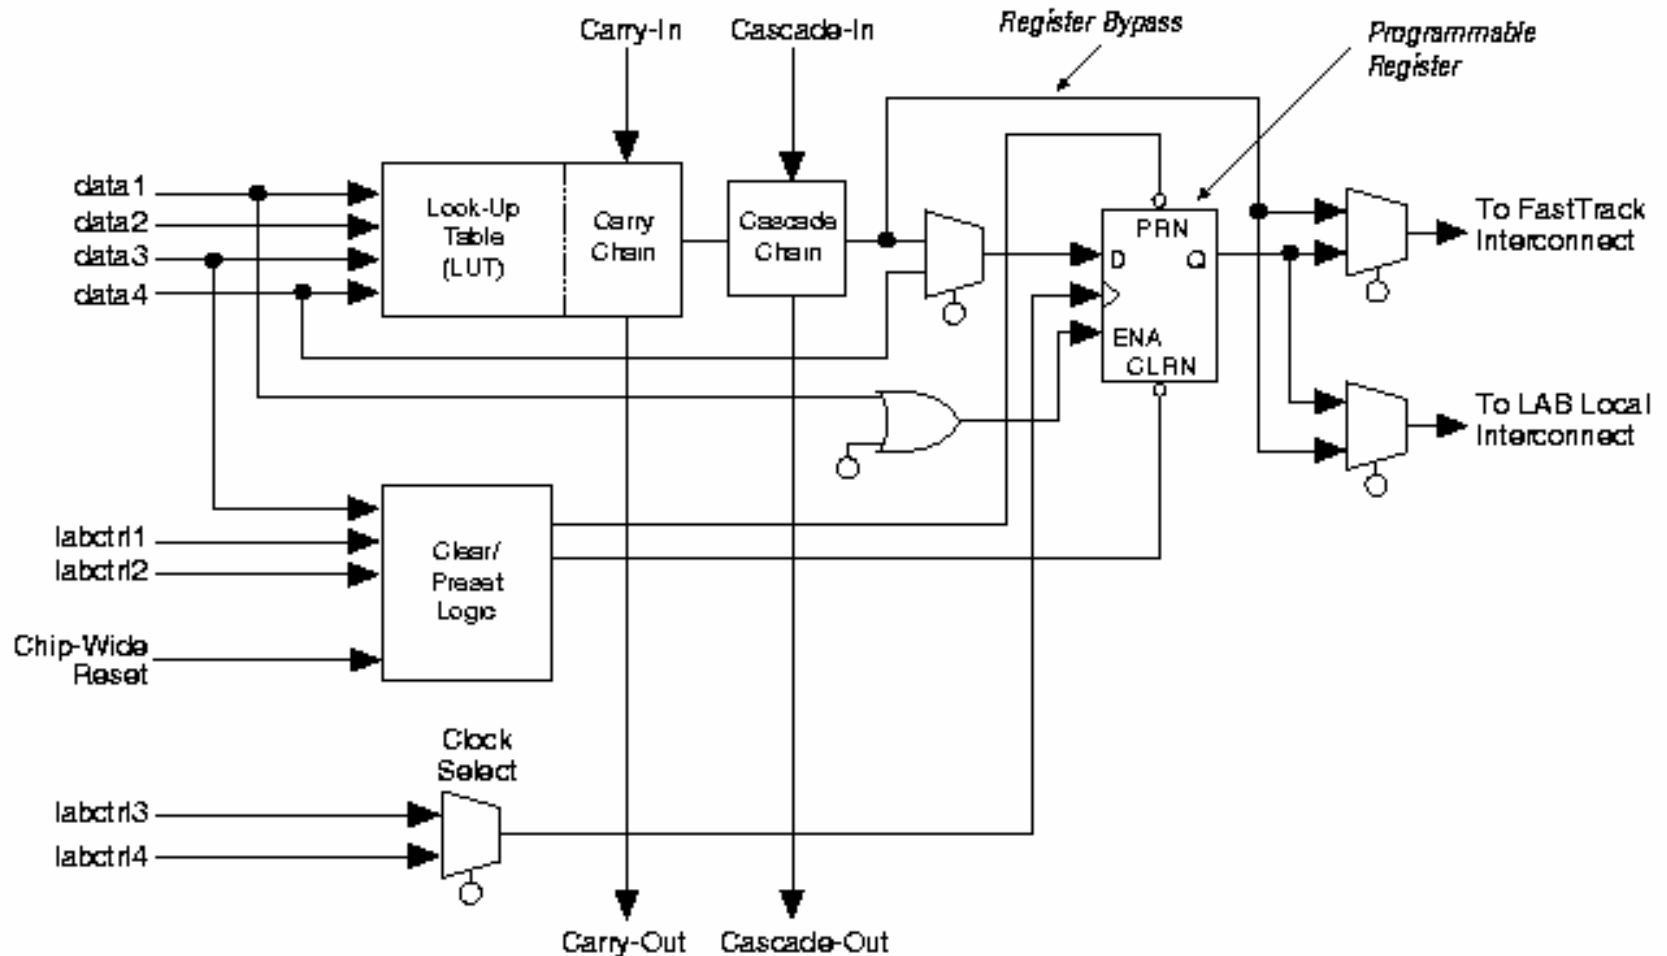 Carry-In
Cascade-In
Register Bypass
Programmable
Register
data1
data2
data3
data4
Look-Up
Table
(LUT)
Carry
Chain
Cascade
Chain
PRN
D
Q
ENA
CLRN
To FastTrack
Interconnect
To LAB Local
Interconnect
labctrl1
labctrl2
Chip-Wide
Reset
Clear/
Preset
Logic
Clock
Select
labctrl3
labctrl4
Carry-Out
Cascade-Out